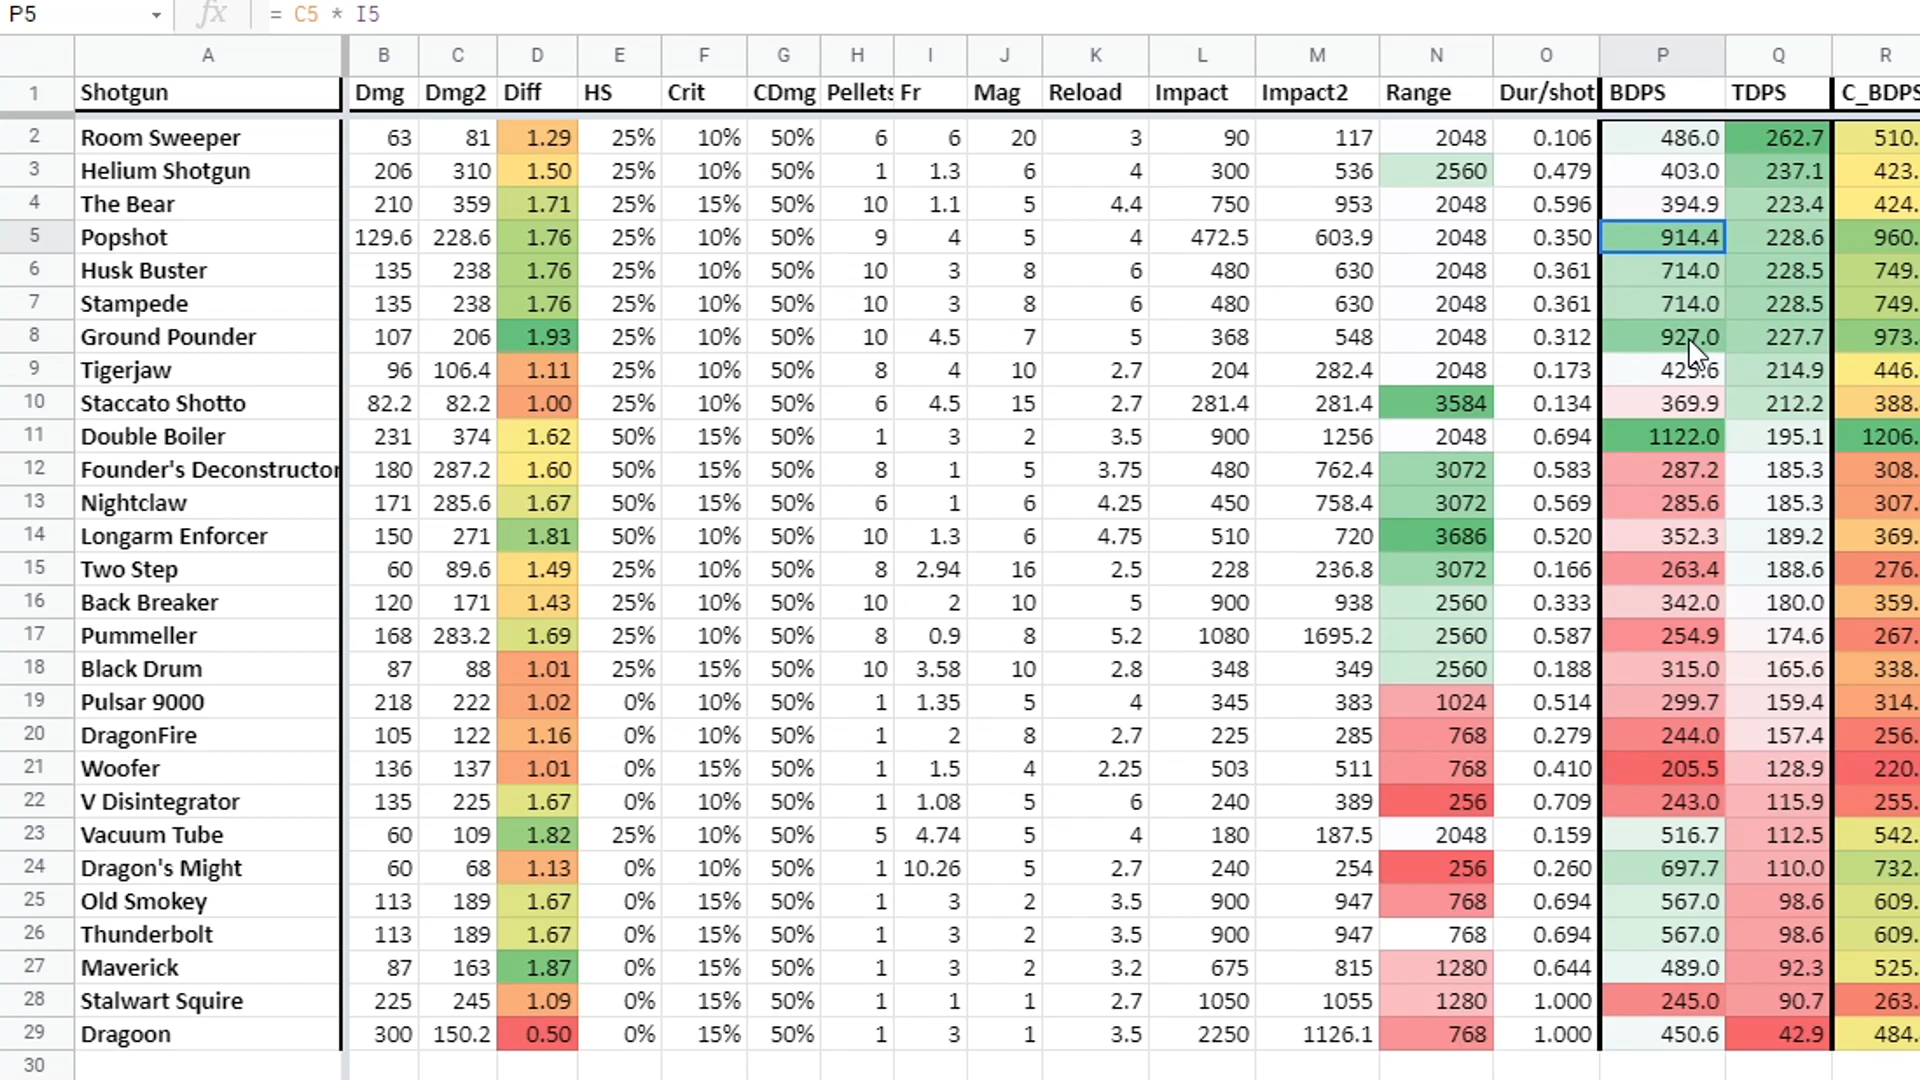 P5 fx = C5 * I5
A B C D E F G H I J K L M N O P Q R
1 Shotgun Dmg Dmg2 Diff HS Crit CDmg Pellets Fr Mag Reload Impact Impact2 Range Dur/shot BDPS TDPS C_BDPS
2 Room Sweeper 63 81 1.29 25% 10% 50% 6 6 20 3 90 117 2048 0.106 486.0 262.7 510.
3 Helium Shotgun 206 310 1.50 25% 10% 50% 1 1.3 6 4 300 536 2560 0.479 403.0 237.1 423.
4 The Bear 210 359 1.71 25% 15% 50% 10 1.1 5 4.4 750 953 2048 0.596 394.9 223.4 424.
5 Popshot 129.6 228.6 1.76 25% 10% 50% 9 4 5 4 472.5 603.9 2048 0.350 914.4 228.6 960.
6 Husk Buster 135 238 1.76 25% 10% 50% 10 3 8 6 480 630 2048 0.361 714.0 228.5 749.
7 Stampede 135 238 1.76 25% 10% 50% 10 3 8 6 480 630 2048 0.361 714.0 228.5 749.
8 Ground Pounder 107 206 1.93 25% 10% 50% 10 4.5 7 5 368 548 2048 0.312 927.0 227.7 973.
9 Tigerjaw 96 106.4 1.11 25% 10% 50% 8 4 10 2.7 204 282.4 2048 0.173 425.6 214.9 446.
10 Staccato Shotto 82.2 82.2 1.00 25% 10% 50% 6 4.5 15 2.7 281.4 281.4 3584 0.134 369.9 212.2 388.
11 Double Boiler 231 374 1.62 50% 15% 50% 1 3 2 3.5 900 1256 2048 0.694 1122.0 195.1 1206.
12 Founder's Deconstructor 180 287.2 1.60 50% 15% 50% 8 1 5 3.75 480 762.4 3072 0.583 287.2 185.3 308.
13 Nightclaw 171 285.6 1.67 50% 15% 50% 6 1 6 4.25 450 758.4 3072 0.569 285.6 185.3 307.
14 Longarm Enforcer 150 271 1.81 50% 10% 50% 10 1.3 6 4.75 510 720 3686 0.520 352.3 189.2 369.
15 Two Step 60 89.6 1.49 25% 10% 50% 8 2.94 16 2.5 228 236.8 3072 0.166 263.4 188.6 276.
16 Back Breaker 120 171 1.43 25% 10% 50% 10 2 10 5 900 938 2560 0.333 342.0 180.0 359.
17 Pummeller 168 283.2 1.69 25% 10% 50% 8 0.9 8 5.2 1080 1695.2 2560 0.587 254.9 174.6 267.
18 Black Drum 87 88 1.01 25% 15% 50% 10 3.58 10 2.8 348 349 2560 0.188 315.0 165.6 338.
19 Pulsar 9000 218 222 1.02 0% 10% 50% 1 1.35 5 4 345 383 1024 0.514 299.7 159.4 314.
20 DragonFire 105 122 1.16 0% 10% 50% 1 2 8 2.7 225 285 768 0.279 244.0 157.4 256.
21 Woofer 136 137 1.01 0% 15% 50% 1 1.5 4 2.25 503 511 768 0.410 205.5 128.9 220.
22 V Disintegrator 135 225 1.67 0% 10% 50% 1 1.08 5 6 240 389 256 0.709 243.0 115.9 255.
23 Vacuum Tube 60 109 1.82 25% 10% 50% 5 4.74 5 4 180 187.5 2048 0.159 516.7 112.5 542.
24 Dragon's Might 60 68 1.13 0% 10% 50% 1 10.26 5 2.7 240 254 256 0.260 697.7 110.0 732.
25 Old Smokey 113 189 1.67 0% 15% 50% 1 3 2 3.5 900 947 768 0.694 567.0 98.6 609.
26 Thunderbolt 113 189 1.67 0% 15% 50% 1 3 2 3.5 900 947 768 0.694 567.0 98.6 609.
27 Maverick 87 163 1.87 0% 15% 50% 1 3 2 3.2 675 815 1280 0.644 489.0 92.3 525.
28 Stalwart Squire 225 245 1.09 0% 15% 50% 1 1 1 2.7 1050 1055 1280 1.000 245.0 90.7 263.
29 Dragoon 300 150.2 0.50 0% 15% 50% 1 3 1 3.5 2250 1126.1 768 1.000 450.6 42.9 484.
30